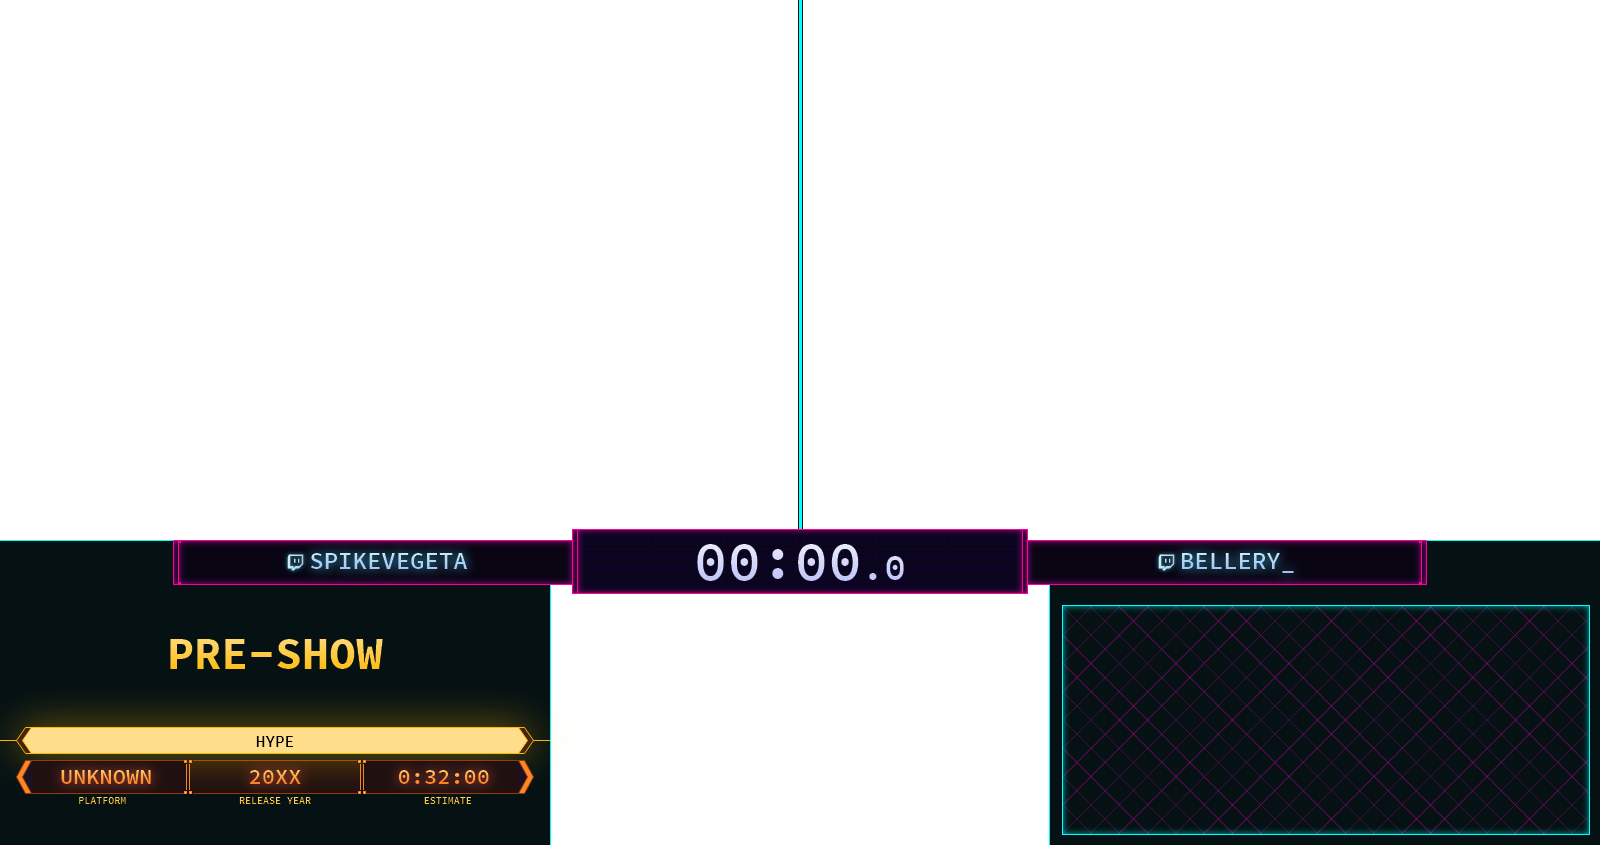 SPIKEVEGETA
00:00.0
BELLERY_
PRE-SHOW
HYPE
UNKNOWN 20XX 0:32:00
PLATFORM RELEASE YEAR ESTIMATE